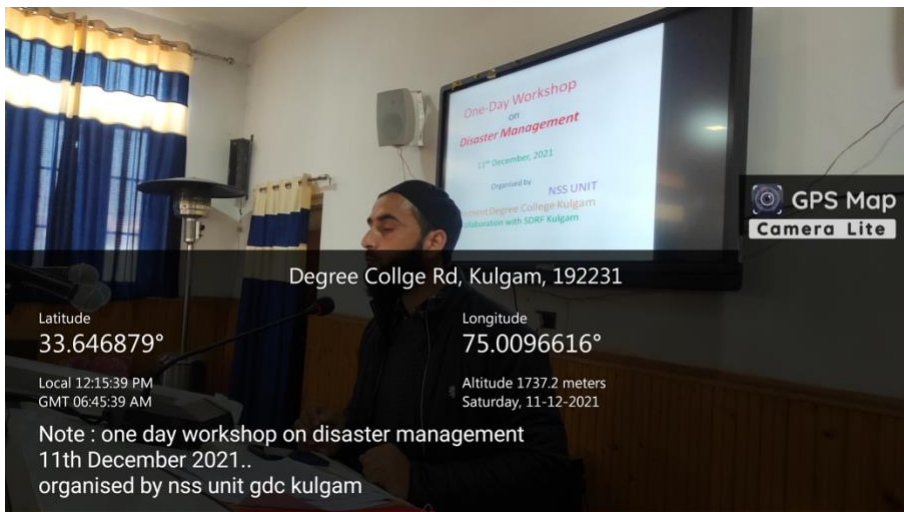 One-Day Workshop
on
Disaster Management
11th December, 2021
Organised by NSS UNIT
nment Degree College Kulgam
ollaboration with SDRF Kulgam
GPS Map
Camera Lite
Degree Collge Rd, Kulgam, 192231
Latitude
33.646879°
Longitude
75.0096616°
Local 12:15:39 PM
GMT 06:45:39 AM
Altitude 1737.2 meters
Saturday, 11-12-2021
Note : one day workshop on disaster management
11th December 2021..
organised by nss unit gdc kulgam